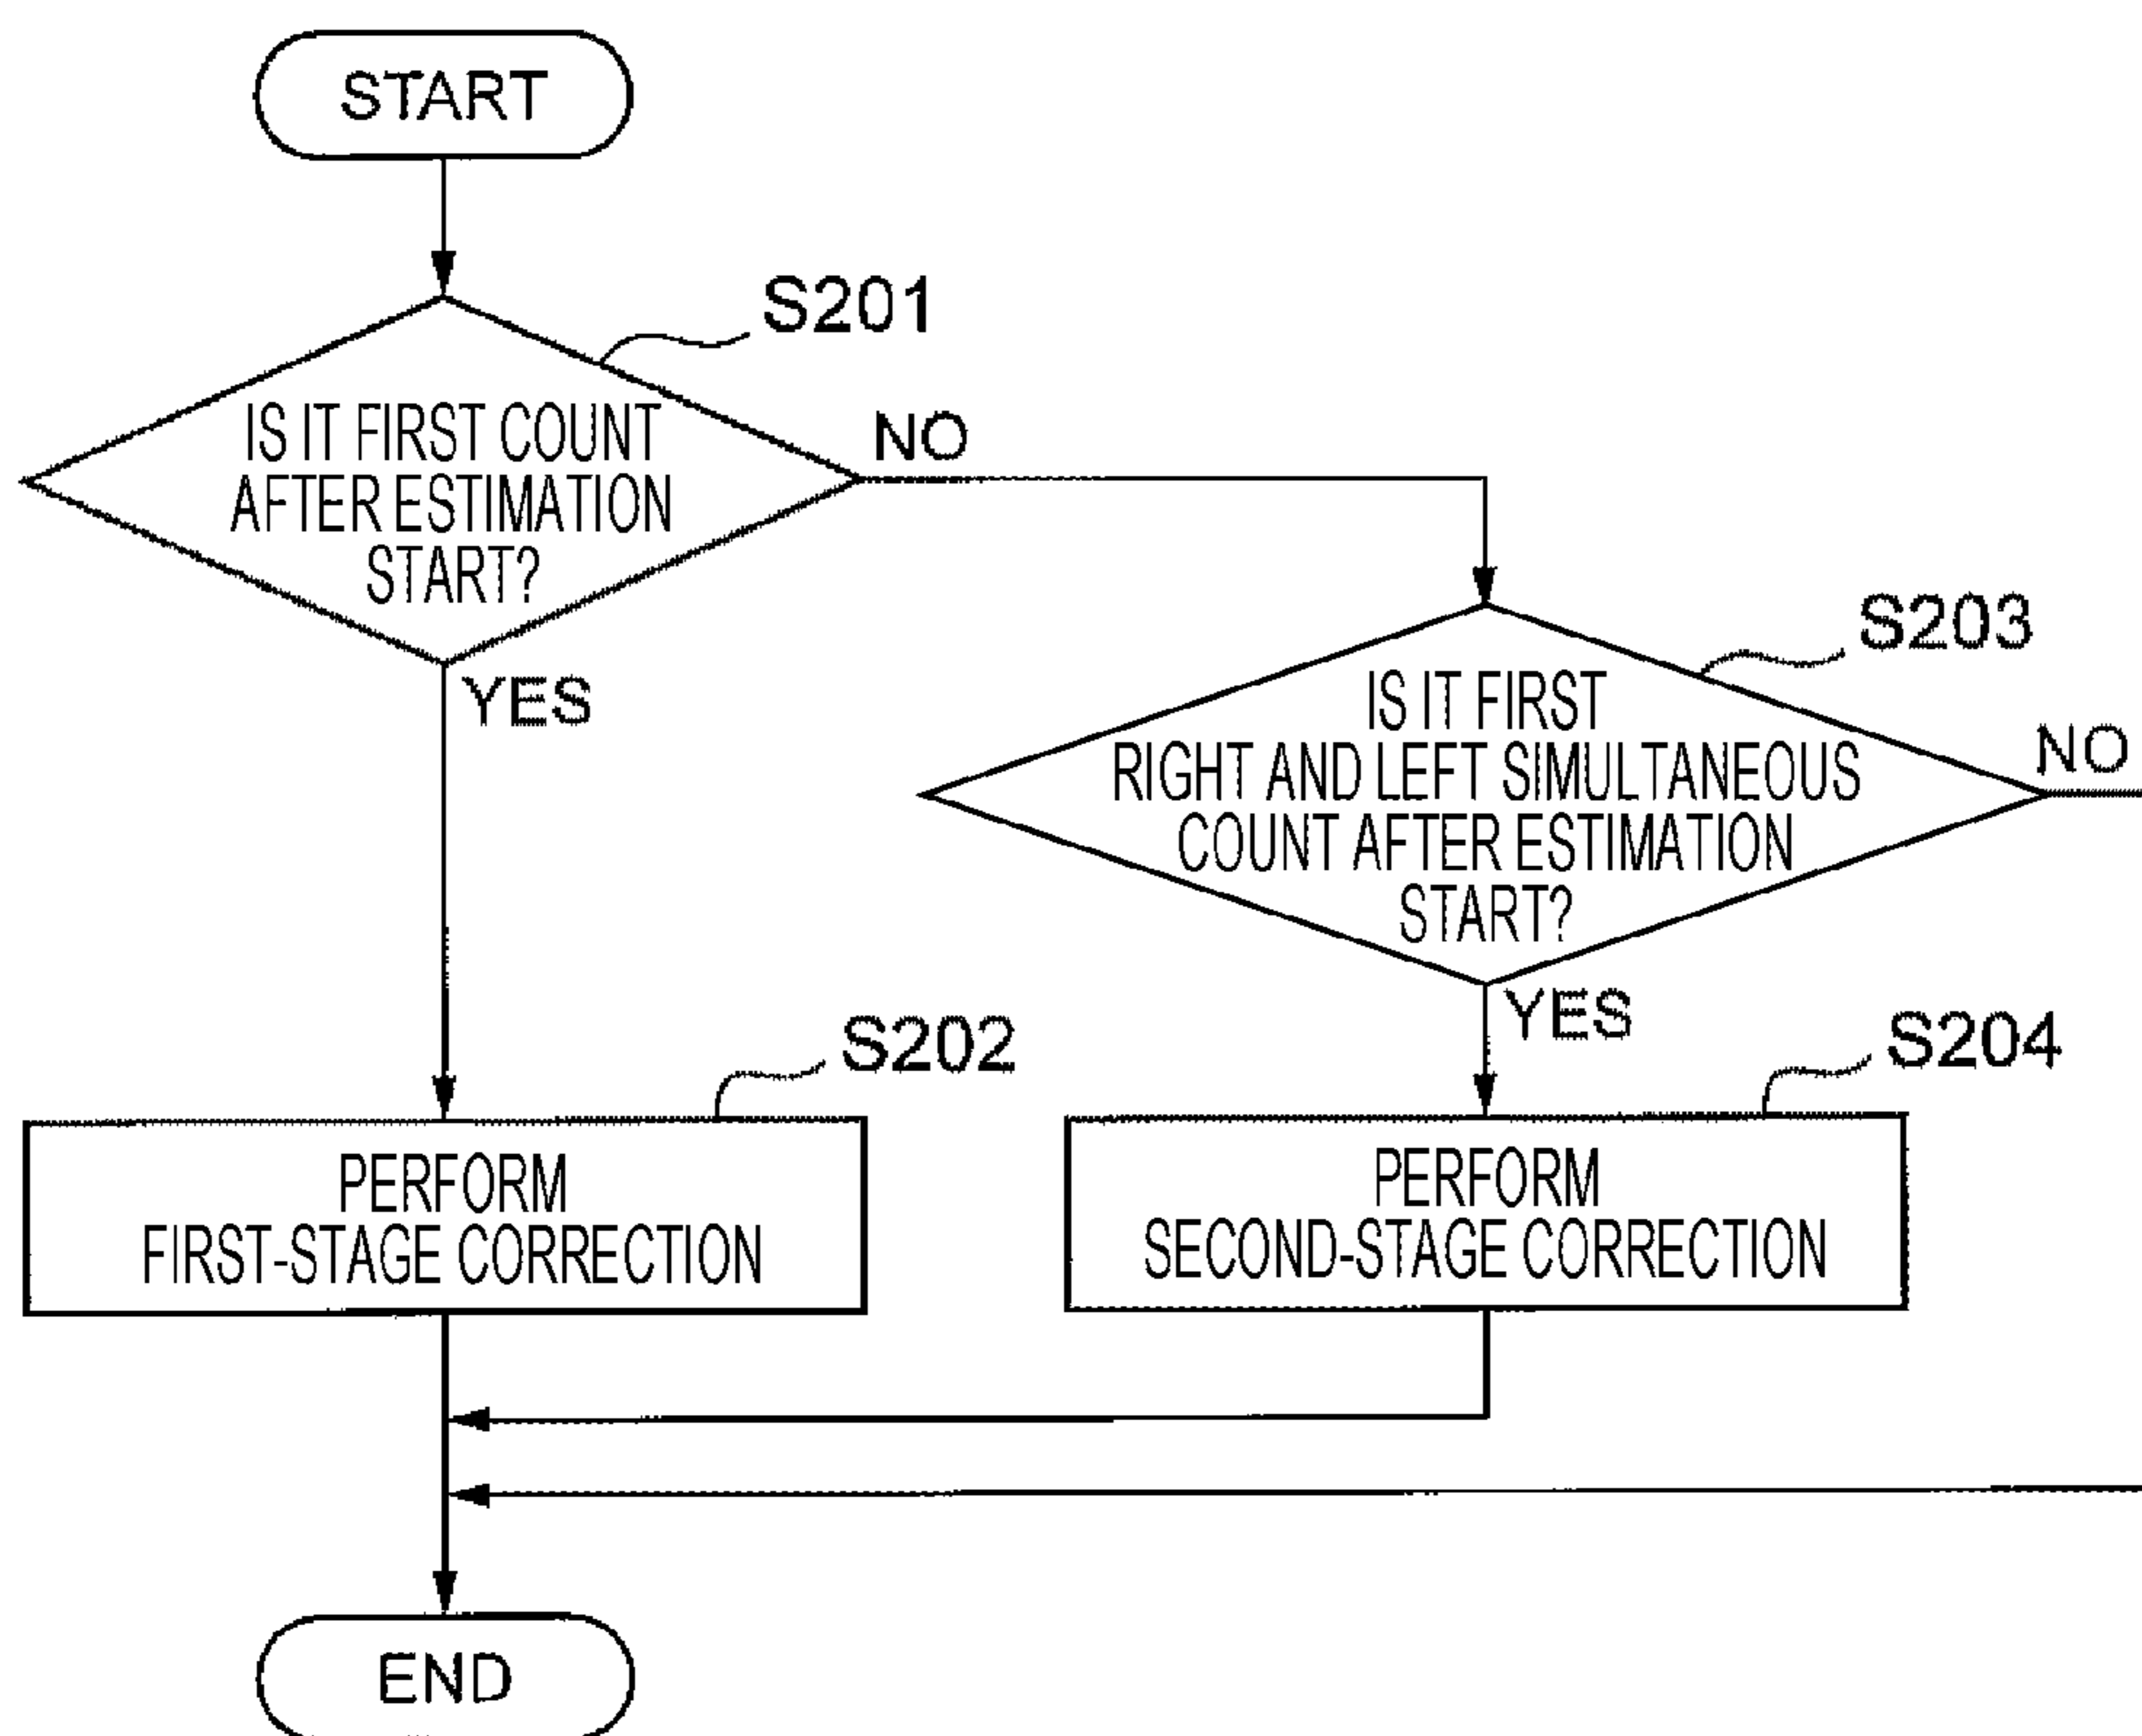 START
S201
IS IT FIRST COUNT
AFTER ESTIMATION
START?
NO
YES
S203
IS IT FIRST
RIGHT AND LEFT SIMULTANEOUS
COUNT AFTER ESTIMATION
START?
NO
YES
S202
PERFORM
FIRST-STAGE CORRECTION
S204
PERFORM
SECOND-STAGE CORRECTION
END